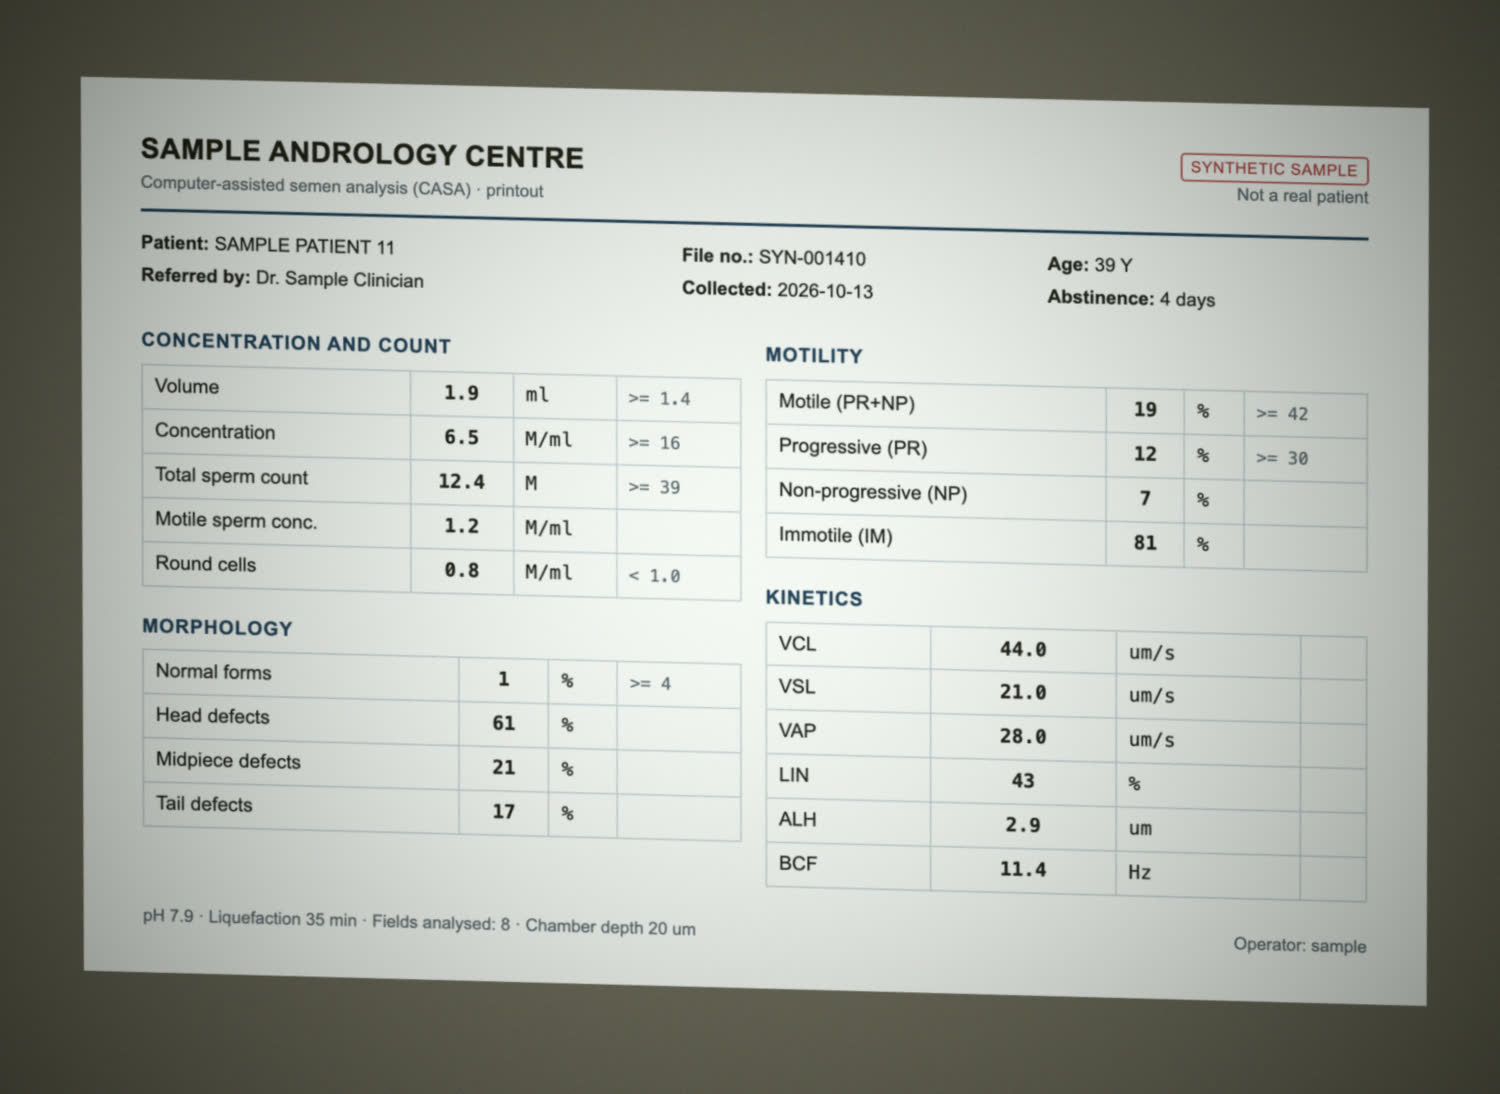 SAMPLE ANDROLOGY CENTRE
Computer-assisted semen analysis (CASA) · printout
SYNTHETIC SAMPLE
Not a real patient
Patient: SAMPLE PATIENT 11
File no.: SYN-001410
Age: 39 Y
Referred by: Dr. Sample Clinician
Collected: 2026-10-13
Abstinence: 4 days
CONCENTRATION AND COUNT
Volume 1.9 ml >= 1.4
Concentration 6.5 M/ml >= 16
Total sperm count 12.4 M >= 39
Motile sperm conc. 1.2 M/ml
Round cells 0.8 M/ml < 1.0
MORPHOLOGY
Normal forms 1 % >= 4
Head defects 61 %
Midpiece defects 21 %
Tail defects 17 %
MOTILITY
Motile (PR+NP) 19 % >= 42
Progressive (PR) 12 % >= 30
Non-progressive (NP) 7 %
Immotile (IM) 81 %
KINETICS
VCL 44.0 um/s
VSL 21.0 um/s
VAP 28.0 um/s
LIN 43 %
ALH 2.9 um
BCF 11.4 Hz
pH 7.9 · Liquefaction 35 min · Fields analysed: 8 · Chamber depth 20 um
Operator: sample